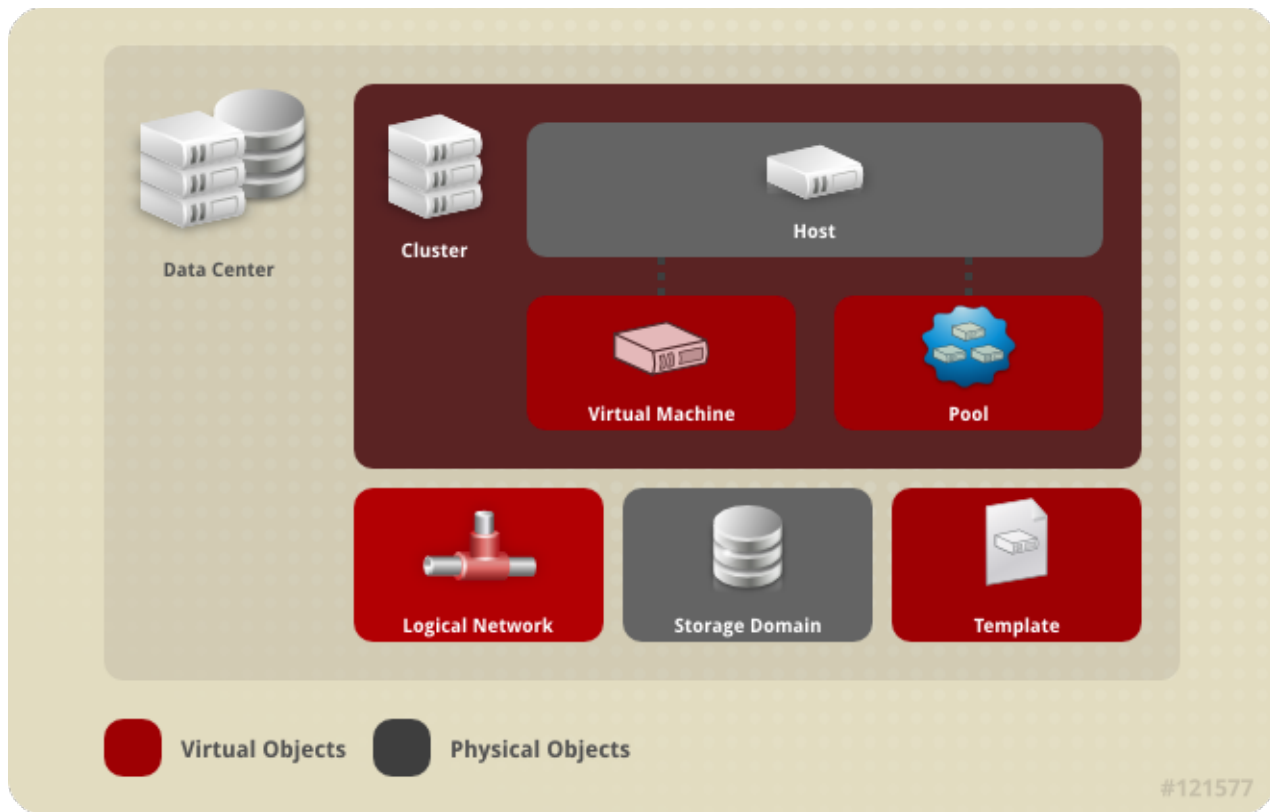 Data Center
Cluster
Host
Virtual Machine
Pool
Logical Network
Storage Domain
Template
Virtual Objects
Physical Objects
#121577